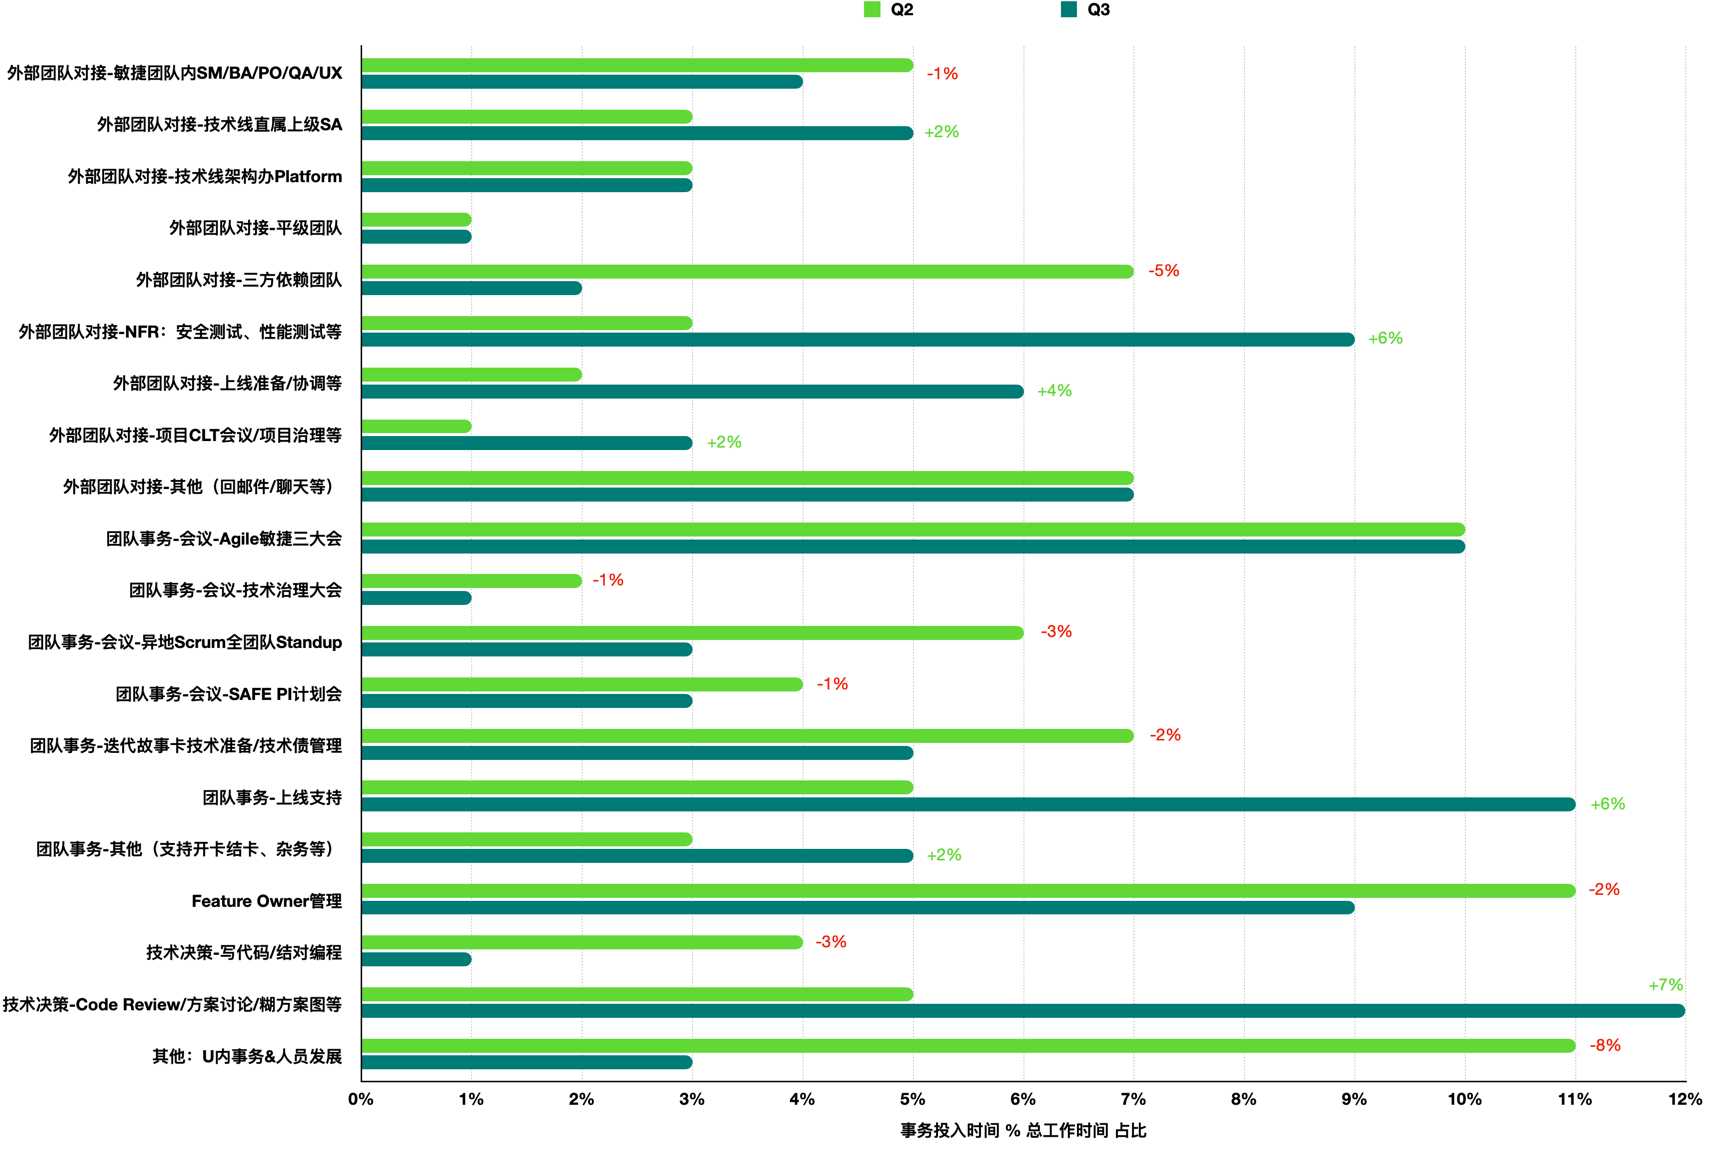 Q2
Q3
外部团队对接-敏捷团队内SM/BA/PO/QA/UX
-1%
外部团队对接-技术线直属上级SA
+2%
外部团队对接-技术线架构办Platform
外部团队对接-平级团队
外部团队对接-三方依赖团队
-5%
外部团队对接-NFR：安全测试、性能测试等
+6%
外部团队对接-上线准备/协调等
+4%
外部团队对接-项目CLT会议/项目治理等
+2%
外部团队对接-其他（回邮件/聊天等）
团队事务-会议-Agile敏捷三大会
团队事务-会议-技术治理大会
-1%
团队事务-会议-异地Scrum全团队Standup
-3%
团队事务-会议-SAFE PI计划会
-1%
团队事务-迭代故事卡技术准备/技术债管理
-2%
团队事务-上线支持
+6%
团队事务-其他（支持开卡结卡、杂务等）
+2%
Feature Owner管理
-2%
技术决策-写代码/结对编程
-3%
技术决策-Code Review/方案讨论/糊方案图等
+7%
其他：U内事务&人员发展
-8%
0% 1% 2% 3% 4% 5% 6% 7% 8% 9% 10% 11% 12%
事务投入时间 % 总工作时间 占比